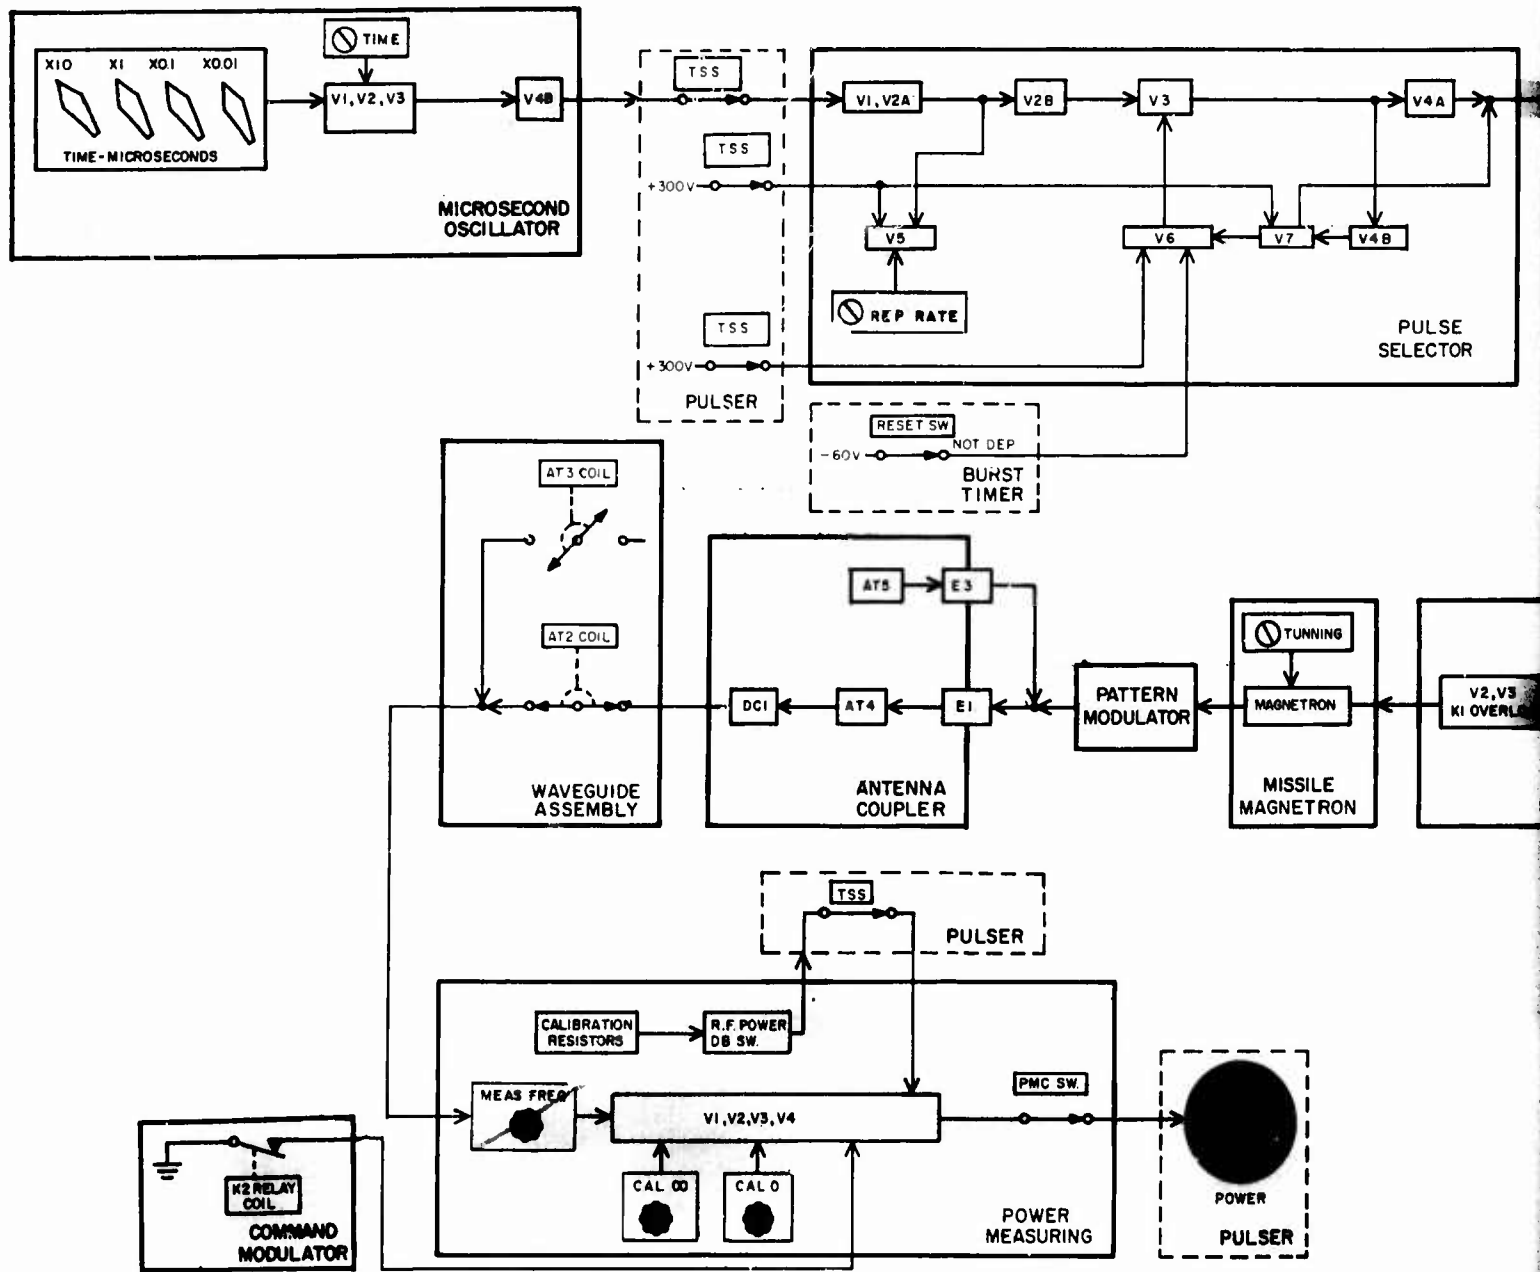 X10 X1 X0.1 X0.01
TIME-MICROSECONDS
TIME
V1, V2, V3
V4B
MICROSECOND
OSCILLATOR
TSS
TSS
+300V
TSS
+300V
PULSER
V1, V2A
V2B
V3
V4A
V5
V6
V7
V4B
REP RATE
PULSE
SELECTOR
RESET SW
-60V
NOT DEP
BURST
TIMER
AT3 COIL
AT2 COIL
WAVEGUIDE
ASSEMBLY
AT5
E3
DC1
AT4
E1
ANTENNA
COUPLER
PATTERN
MODULATOR
TUNNING
MAGNETRON
MISSILE
MAGNETRON
V2, V3
K1
TSS
PULSER
CALIBRATION
RESISTORS
R.F. POWER
DB SW.
MEAS FREQ
V1, V2, V3, V4
PMC SW.
CAL 00
CAL 0
POWER
MEASURING
POWER
PULSER
K2 RELAY
COIL
COMMAND
MODULATOR